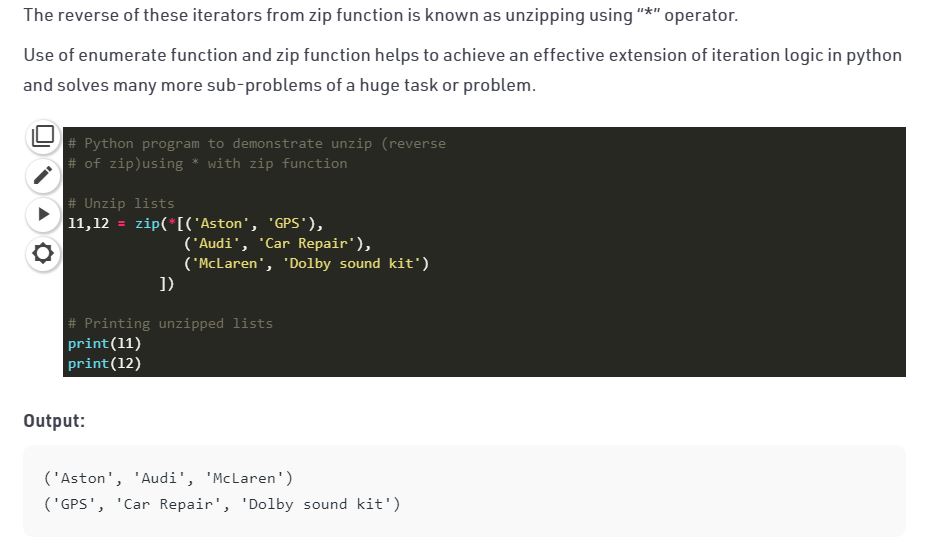 The reverse of these iterators from zip function is known as unzipping using “*” operator.
Use of enumerate function and zip function helps to achieve an effective extension of iteration logic in python
and solves many more sub-problems of a huge task or problem.
# Python program to demonstrate unzip (reverse
# of zip)using * with zip function
# Unzip lists
l1,l2 = zip(*[('Aston', 'GPS'),
('Audi', 'Car Repair'),
('McLaren', 'Dolby sound kit')
])
# Printing unzipped lists
print(l1)
print(l2)
Output:
('Aston', 'Audi', 'McLaren')
('GPS', 'Car Repair', 'Dolby sound kit')